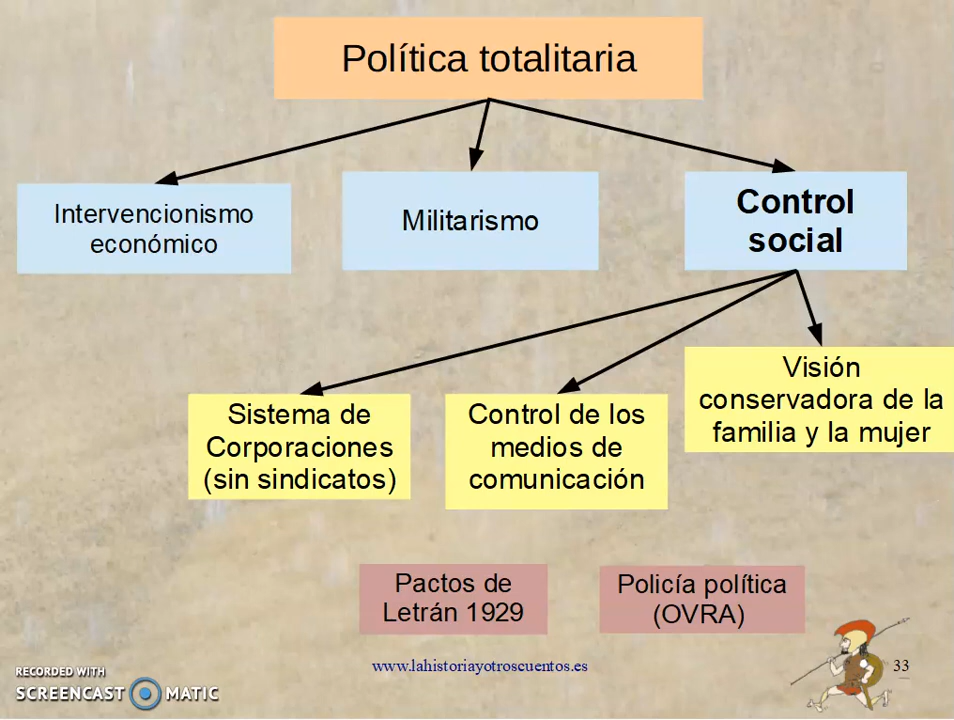 Política totalitaria
Intervencionismo
económico
Militarismo
Control
social
Sistema de
Corporaciones
(sin sindicatos)
Control de los
medios de
comunicación
Visión
conservadora de la
familia y la mujer
Pactos de
Letrán 1929
Policía política
(OVRA)
www.lahistoriayotroscuentos.es
33
RECORDED WITH
SCREENCAST MATIC